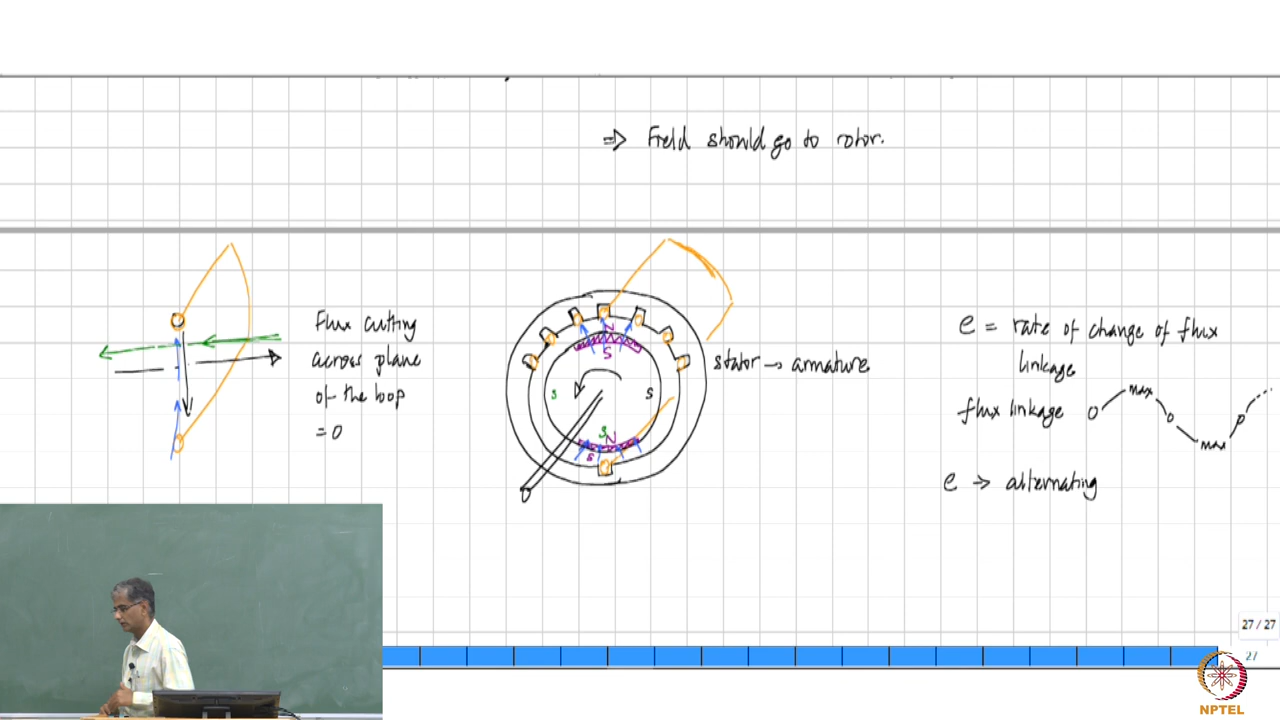 ⇒ Field should go to rotor.
Flux cutting
across plane
of the loop
= 0
N
S
S
S
S
N
S
stator → armature
e = rate of change of flux
linkage
flux linkage 0 max 0 max 0
e → alternating
27 / 27
27
NPTEL